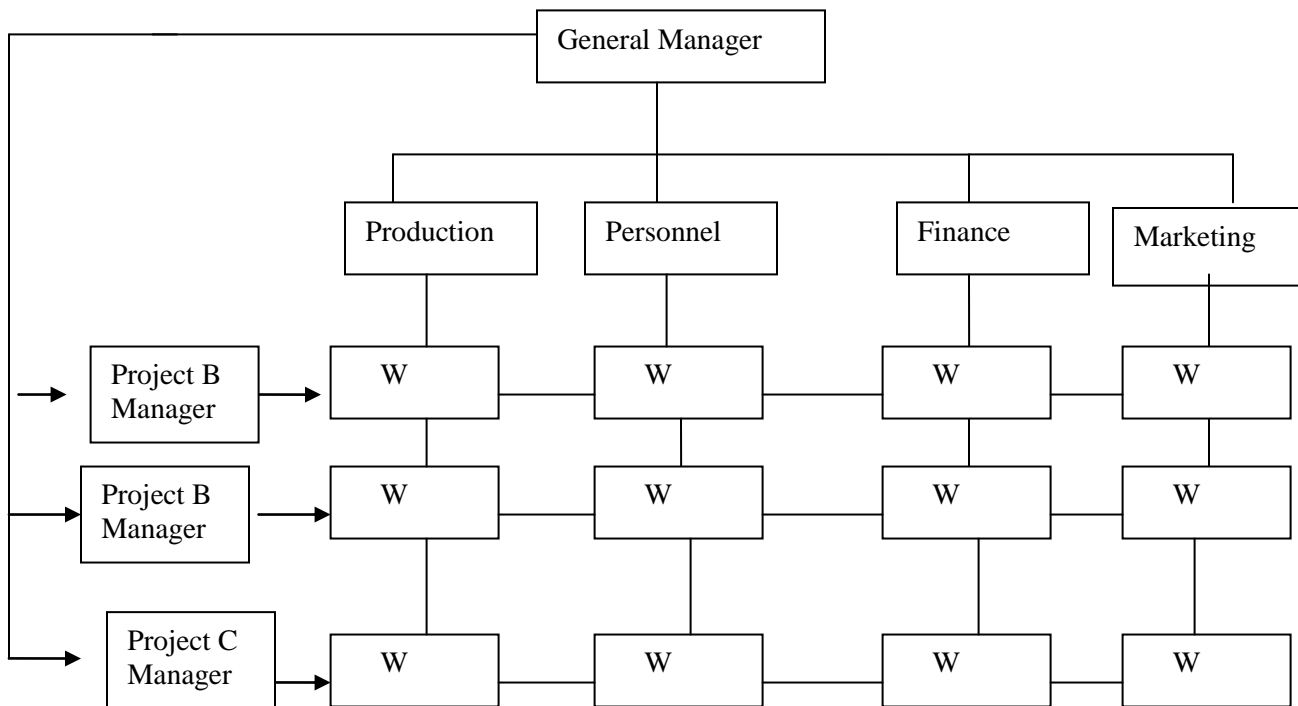 General Manager
Production
Personnel
Finance
Marketing
Project B
Manager
W
W
W
W
Project B
Manager
W
W
W
W
Project C
Manager
W
W
W
W